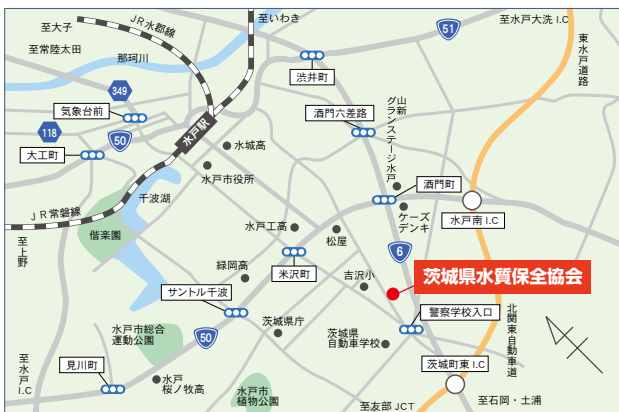 至大子
JR水郡線
至いわき
至水戸大洗 I.C
51
至常陸太田
那珂川
東水戸道路
渋井町
349
気象台前
118
50
大工町
水戸駅
水城高
水戸市役所
酒門六差路
山新
グランステージ水戸
酒門町
ケーズ
デンキ
水戸南 I.C
千波湖
JR常磐線
偕楽園
至上野
水戸工高
松屋
米沢町
緑岡高
吉沢小
6
茨城県水質保全協会
サントル千波
茨城県庁
警察学校入口
茨城県
自動車学校
北関東自動車道
水戸市総合
運動公園
50
見川町
至水戸I.C
水戸
桜ノ牧高
水戸市
植物公園
茨城町東 I.C
至友部 JCT
至石岡・土浦